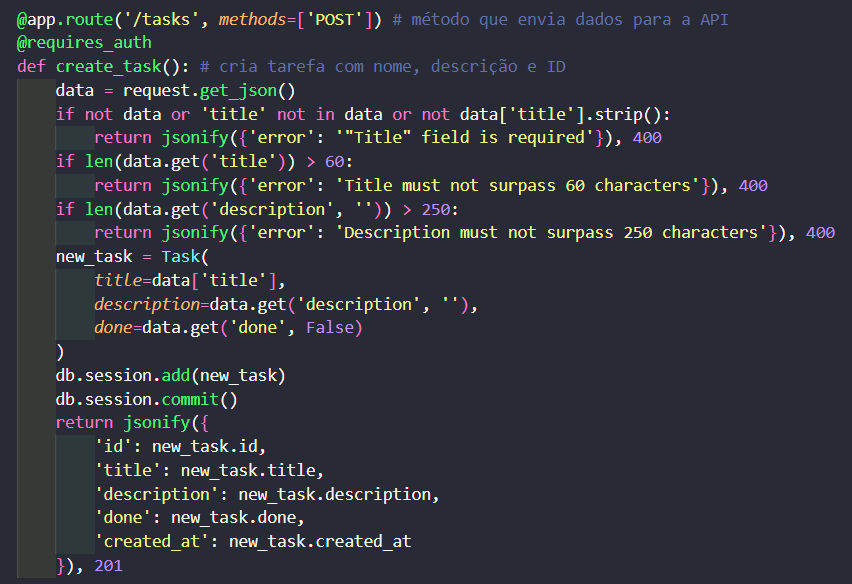 @app.route('/tasks', methods=['POST']) # método que envia dados para a API
@requires_auth
def create_task(): # cria tarefa com nome, descrição e ID
    data = request.get_json()
    if not data or 'title' not in data or not data['title'].strip():
        return jsonify({'error': '"Title" field is required'}), 400
    if len(data.get('title')) > 60:
        return jsonify({'error': 'Title must not surpass 60 characters'}), 400
    if len(data.get('description', '')) > 250:
        return jsonify({'error': 'Description must not surpass 250 characters'}), 400
    new_task = Task(
        title=data['title'],
        description=data.get('description', ''),
        done=data.get('done', False)
    )
    db.session.add(new_task)
    db.session.commit()
    return jsonify({
        'id': new_task.id,
        'title': new_task.title,
        'description': new_task.description,
        'done': new_task.done,
        'created_at': new_task.created_at
    }), 201